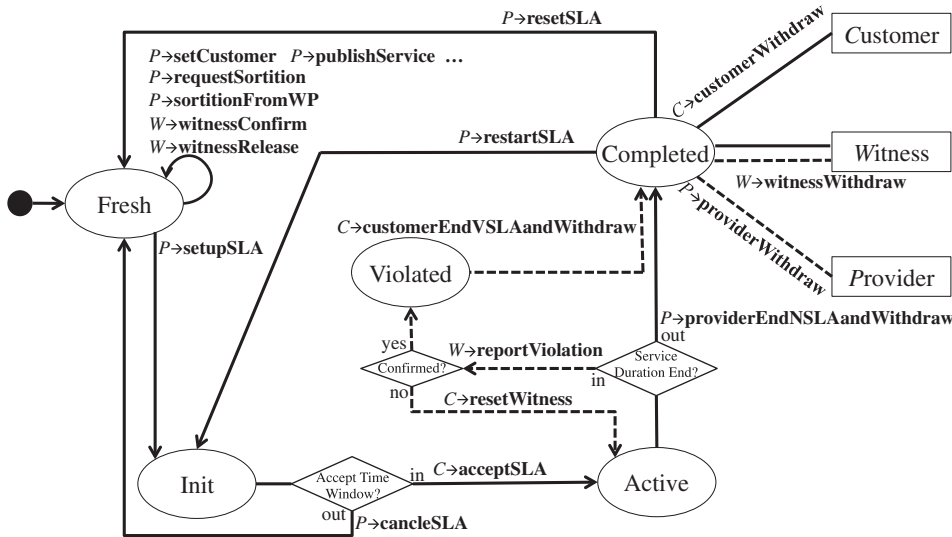 P→resetSLA
P→setCustomer P→publishService ...
P→requestSortition
P→sortitionFromWP
W→witnessConfirm
W→witnessRelease
Fresh
P→setupSLA
P→restartSLA
Completed
C→customerWithdraw
Customer
Witness
W→witnessWithdraw
P→providerWithdraw
Provider
C→customerEndVSLAandWithdraw
Violated
P→providerEndNSLAandWithdraw
out
yes
Confirmed?
no
W→reportViolation
in
Service
Duration End?
C→resetWitness
Init
Accept Time
Window?
in
C→acceptSLA
Active
out
P→cancleSLA